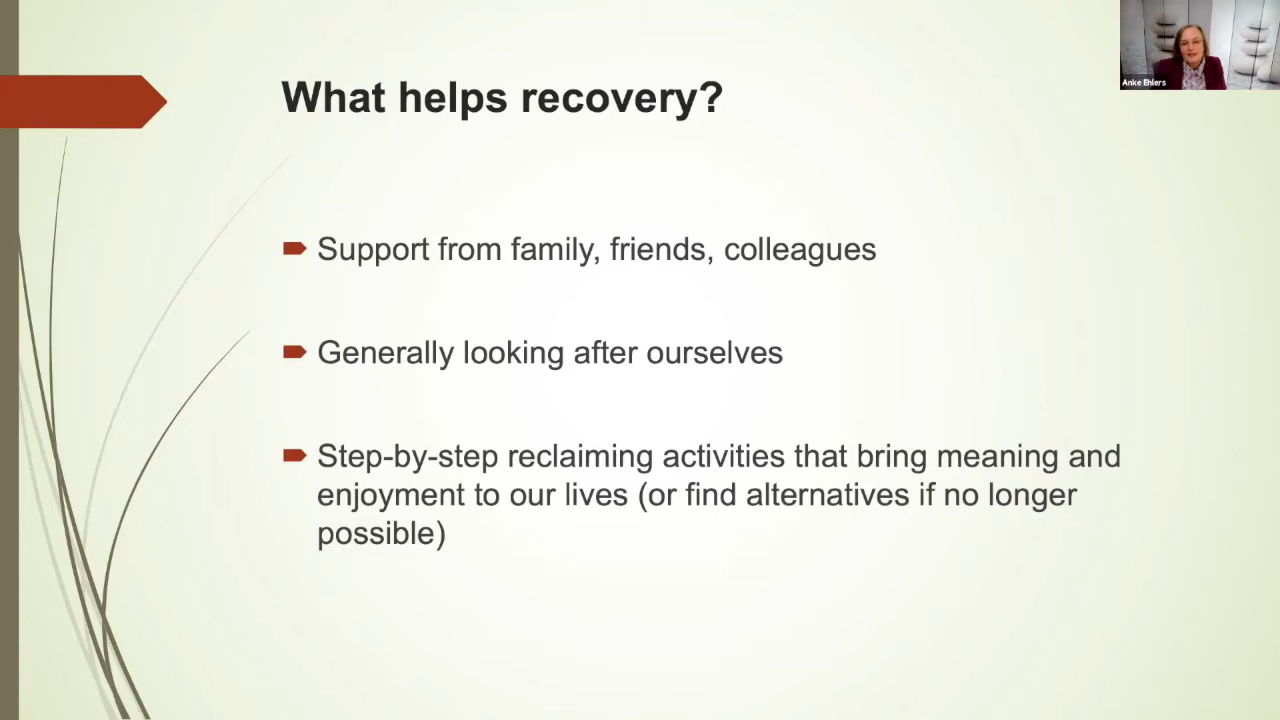 What helps recovery?
Anke Ehlers
Support from family, friends, colleagues
Generally looking after ourselves
Step-by-step reclaiming activities that bring meaning and
enjoyment to our lives (or find alternatives if no longer
possible)